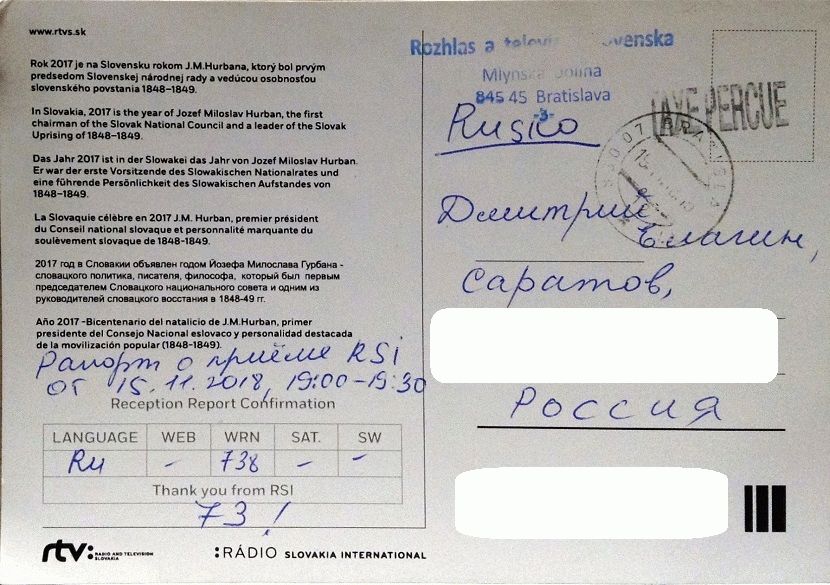 www.rtvs.sk
Rok 2017 je na Slovensku rokom J.M.Hurbana, ktorý bol prvým
predsedom Slovenskej národnej rady a vedúcou osobnosťou
slovenského povstania 1848–1849.
In Slovakia, 2017 is the year of Jozef Miloslav Hurban, the first
chairman of the Slovak National Council and a leader of the Slovak
Uprising of 1848–1849.
Das Jahr 2017 ist in der Slowakei das Jahr von Jozef Miloslav Hurban.
Er war der erste Vorsitzende des Slowakischen Nationalrates und
eine führende Persönlichkeit des Slowakischen Aufstandes von
1848–1849.
La Slovaquie célèbre en 2017 J.M. Hurban, premier président
du Conseil national slovaque et personnalité marquante du
soulèvement slovaque de 1848-1849.
2017 год в Словакии объявлен годом Йозефа Милослава Гурбана -
словацкого политика, писателя, философа, который был первым
председателем Словацкого национального совета и одним из
руководителей словацкого восстания в 1848-49 гг.
Año 2017 -Bicentenario del natalicio de J.M.Hurban, primer
presidente del Consejo Nacional eslovaco y personalidad destacada
de la movilización popular (1848-1849).
Рапорт о приёме RSI
от 15.11.2018, 19:00-19:30
Reception Report Confirmation
LANGUAGE WEB WRN SAT. SW
Ru - 738 - -
Thank you from RSI
73!
rtv: RADIO AND TELEVISION
SLOVAKIA
:RÁDIO SLOVAKIA INTERNATIONAL
Rozhlas a
Mlynská dolina
845 45 Bratislava
-3-
TAXE PERCUE
Rusko
Дмитрий
Елагин,
Саратов,
Россия